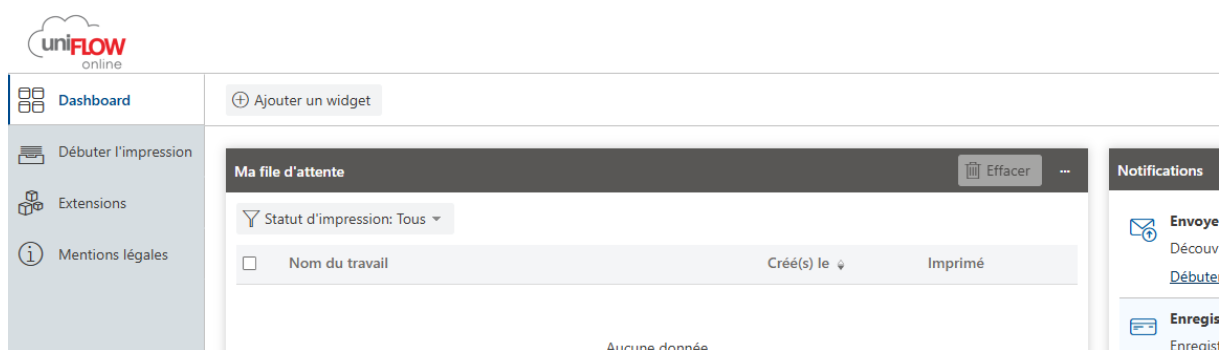 uniFLOW
online
Dashboard
Ajouter un widget
Débuter l'impression
Ma file d'attente
Effacer
Notifications
Extensions
Statut d'impression: Tous
Envoye
Découv
Débuter
Mentions légales
Nom du travail
Créé(s) le
Imprimé
Enregis
Enregist
Aucune donnée